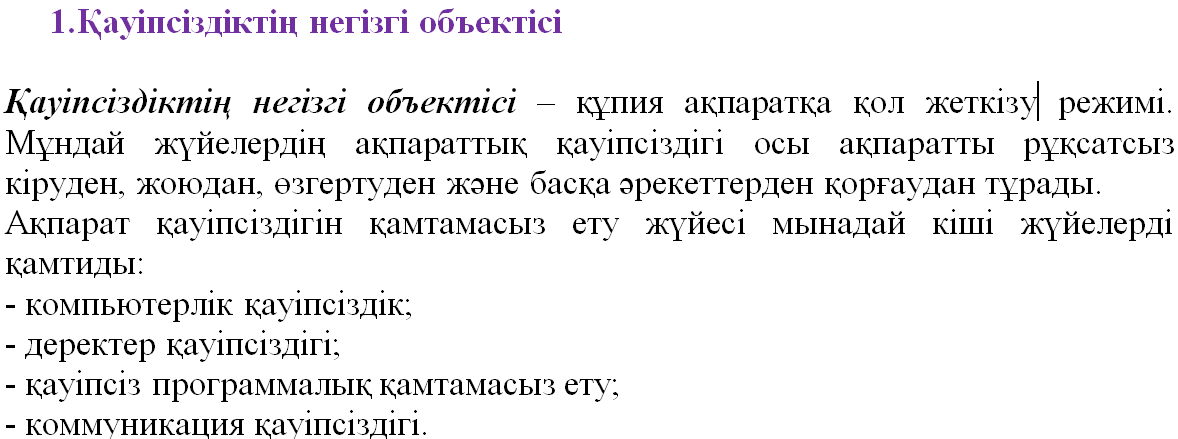 1.Қауіпсіздіктің негізгі объектісі
Қауіпсіздіктің негізгі объектісі – құпия ақпаратқа қол жеткізу режимі.
Мұндай жүйелердің ақпараттық қауіпсіздігі осы ақпаратты рұқсатсыз
кіруден, жоюдан, өзгертуден және басқа әрекеттерден қорғаудан тұрады.
Ақпарат қауіпсіздігін қамтамасыз ету жүйесі мынадай кіші жүйелерді
қамтиды:
- компьютерлік қауіпсіздік;
- деректер қауіпсіздігі;
- қауіпсіз программалық қамтамасыз ету;
- коммуникация қауіпсіздігі.